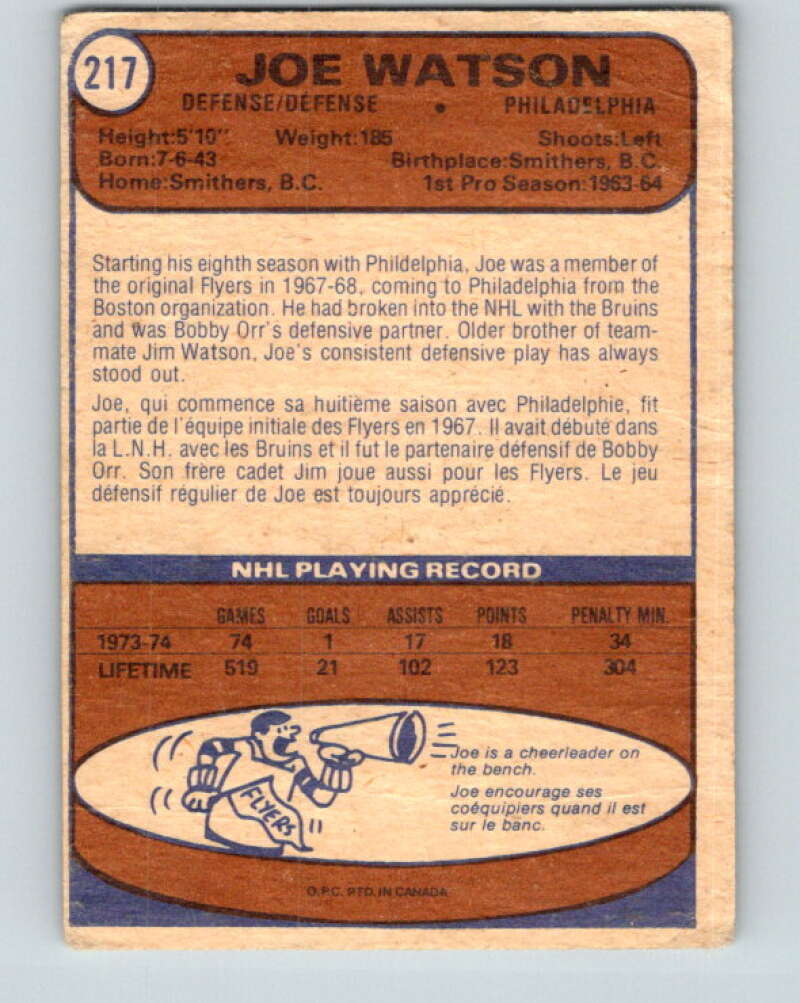 217
JOE WATSON
DEFENSE/DÉFENSE • PHILADELPHIA
Height:5'10" Weight:185 Shoots:Left
Born:7-6-43 Birthplace:Smithers, B.C.
Home:Smithers, B.C. 1st Pro Season:1963-64
Starting his eighth season with Phildelphia, Joe was a member of
the original Flyers in 1967-68, coming to Philadelphia from the
Boston organization. He had broken into the NHL with the Bruins
and was Bobby Orr's defensive partner. Older brother of team-
mate Jim Watson, Joe's consistent defensive play has always
stood out.
Joe, qui commence sa huitième saison avec Philadelphie, fit
partie de l'équipe initiale des Flyers en 1967. Il avait débuté dans
la L.N.H. avec les Bruins et il fut le partenaire défensif de Bobby
Orr. Son frère cadet Jim joue aussi pour les Flyers. Le jeu
défensif régulier de Joe est toujours apprécié.
NHL PLAYING RECORD
GAMES GOALS ASSISTS POINTS PENALTY MIN.
1973-74 74 1 17 18 34
LIFETIME 519 21 102 123 304
FLYERS
Joe is a cheerleader on
the bench.
Joe encourage ses
coéquipiers quand il est
sur le banc.
O.P.C. PTD. IN CANADA